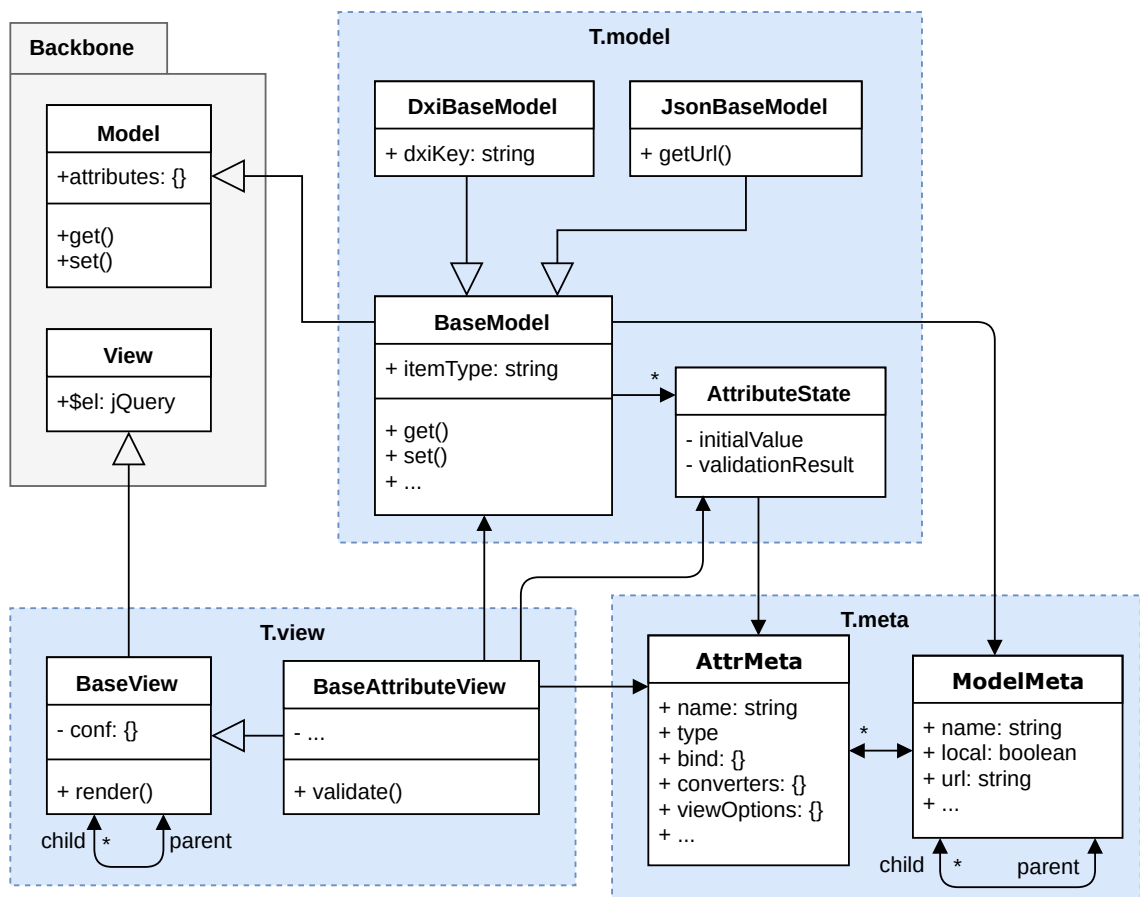 Backbone
Model
+attributes: {}
+get()
+set()
View
+$el: jQuery
T.model
DxiBaseModel
+ dxiKey: string
JsonBaseModel
+ getUrl()
BaseModel
+ itemType: string
+ get()
+ set()
+ ...
*
AttributeState
- initialValue
- validationResult
T.view
BaseView
- conf: {}
+ render()
child
*
parent
BaseAttributeView
- ...
+ validate()
T.meta
AttrMeta
+ name: string
+ type
+ bind: {}
+ converters: {}
+ viewOptions: {}
+ ...
*
ModelMeta
+ name: string
+ local: boolean
+ url: string
+ ...
child
*
parent